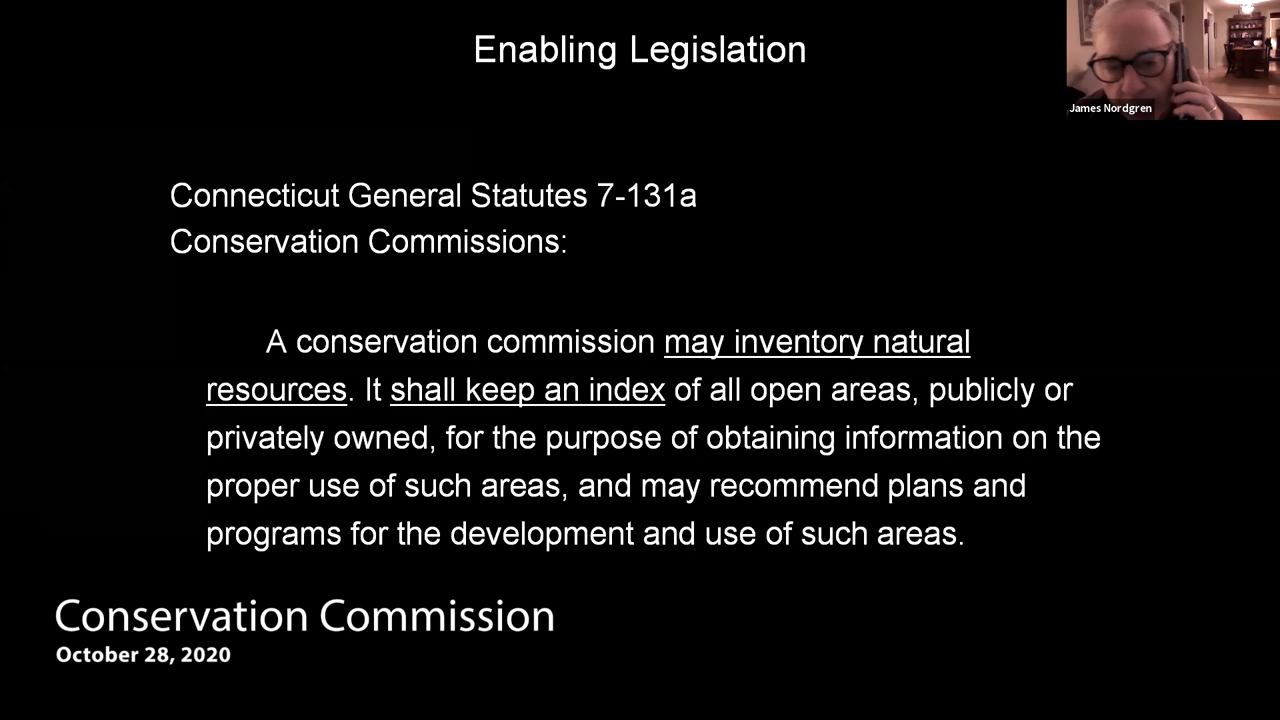 Enabling Legislation
James Nordgren
Connecticut General Statutes 7-131a
Conservation Commissions:
A conservation commission may inventory natural
resources. It shall keep an index of all open areas, publicly or
privately owned, for the purpose of obtaining information on the
proper use of such areas, and may recommend plans and
programs for the development and use of such areas.
Conservation Commission
October 28, 2020